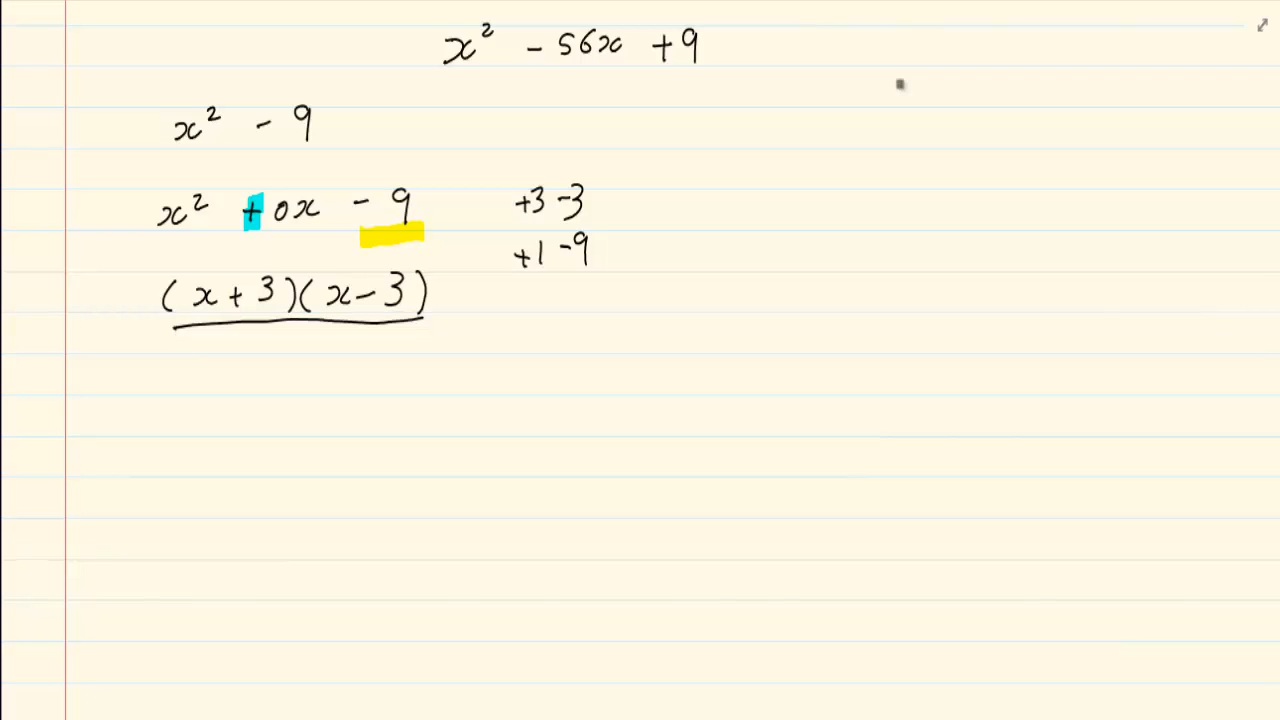 x² - 56x + 9
x² - 9
x² + 0x - 9 +3 -3
+1 -9
(x+3)(x-3)